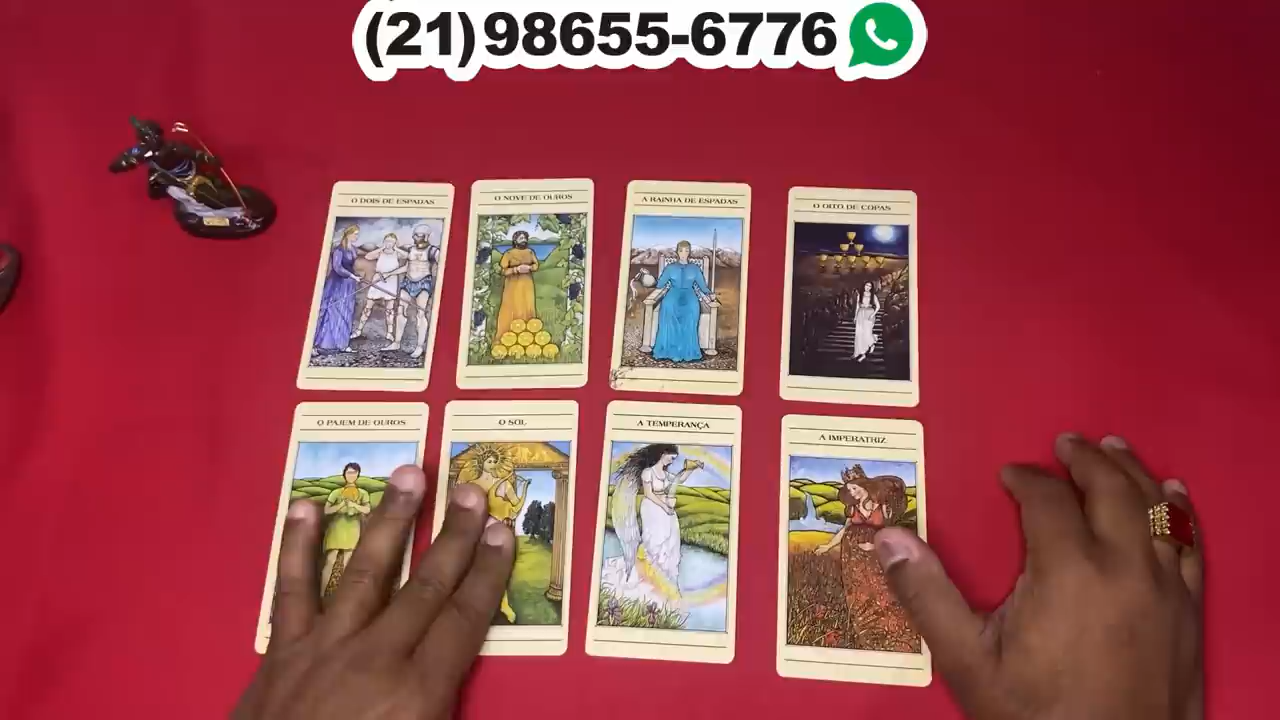 (21)98655-6776
O DOIS DE ESPADAS
O NOVE DE OUROS
A RAINHA DE ESPADAS
O OITO DE COPAS
O PAJEM DE OUROS
O SOL
A TEMPERANÇA
A IMPERATRIZ